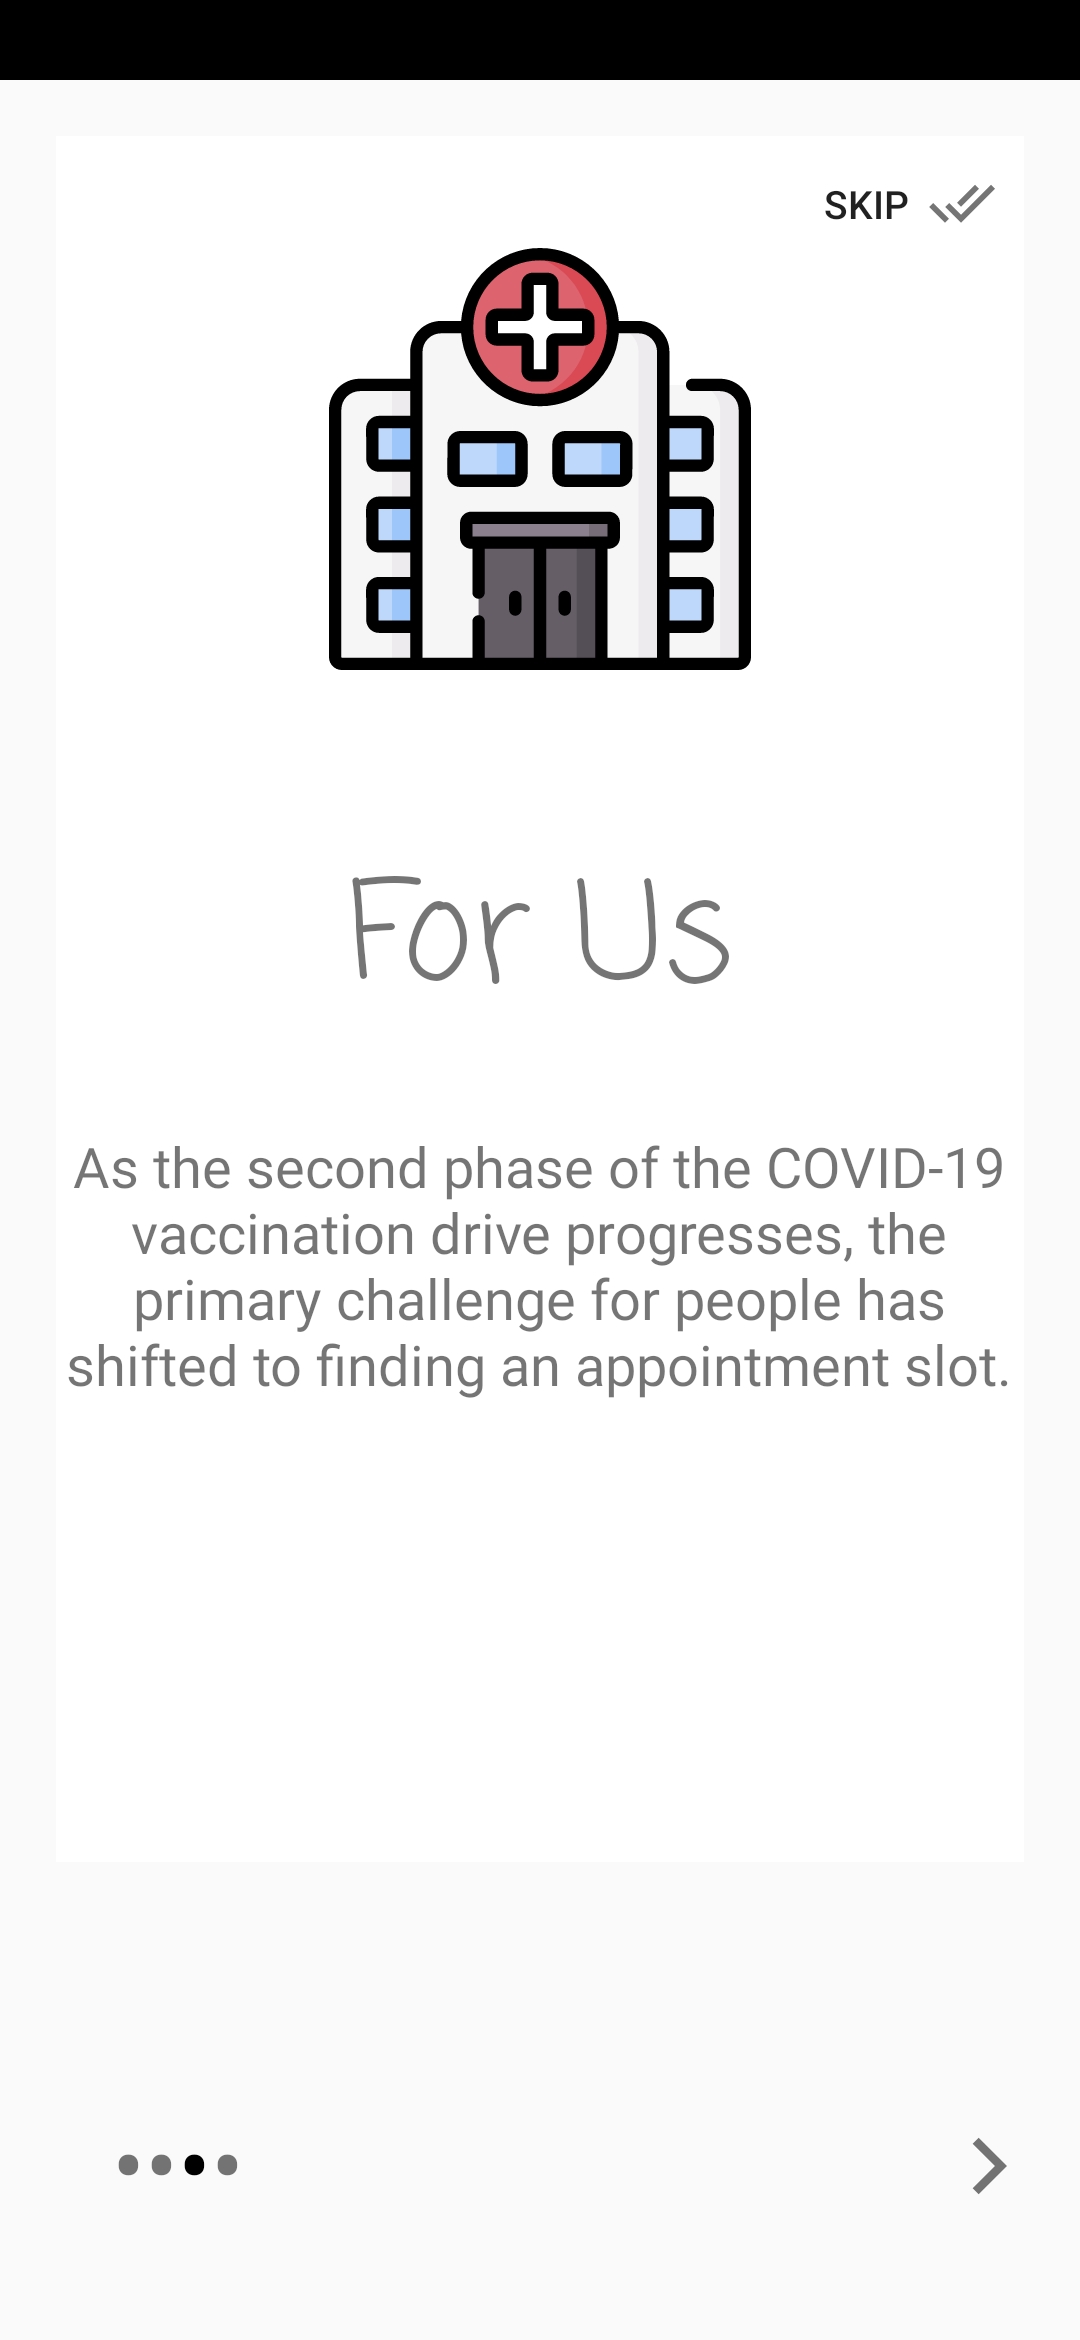 SKIP
For Us
As the second phase of the COVID-19
vaccination drive progresses, the
primary challenge for people has
shifted to finding an appointment slot.